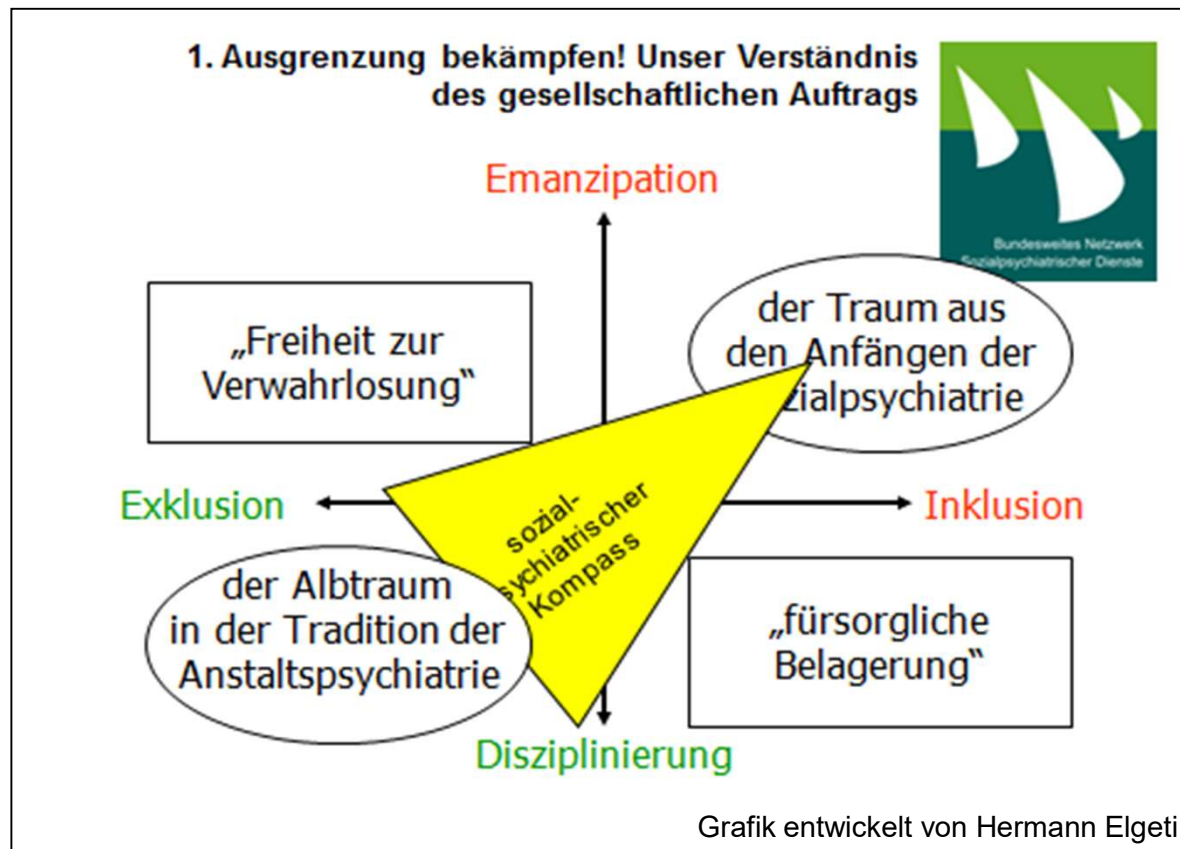 1. Ausgrenzung bekämpfen! Unser Verständnis
des gesellschaftlichen Auftrags
Bundesweites Netzwerk
Sozialpsychiatrischer Dienste
Emanzipation
„Freiheit zur
Verwahrlosung“
der Traum aus
den Anfängen der
zialpsychiatrie
Exklusion
Inklusion
sozial-
sychiatrischer
Kompass
der Albtraum
in der Tradition der
Anstaltspsychiatrie
„fürsorgliche
Belagerung“
Disziplinierung
Grafik entwickelt von Hermann Elgeti